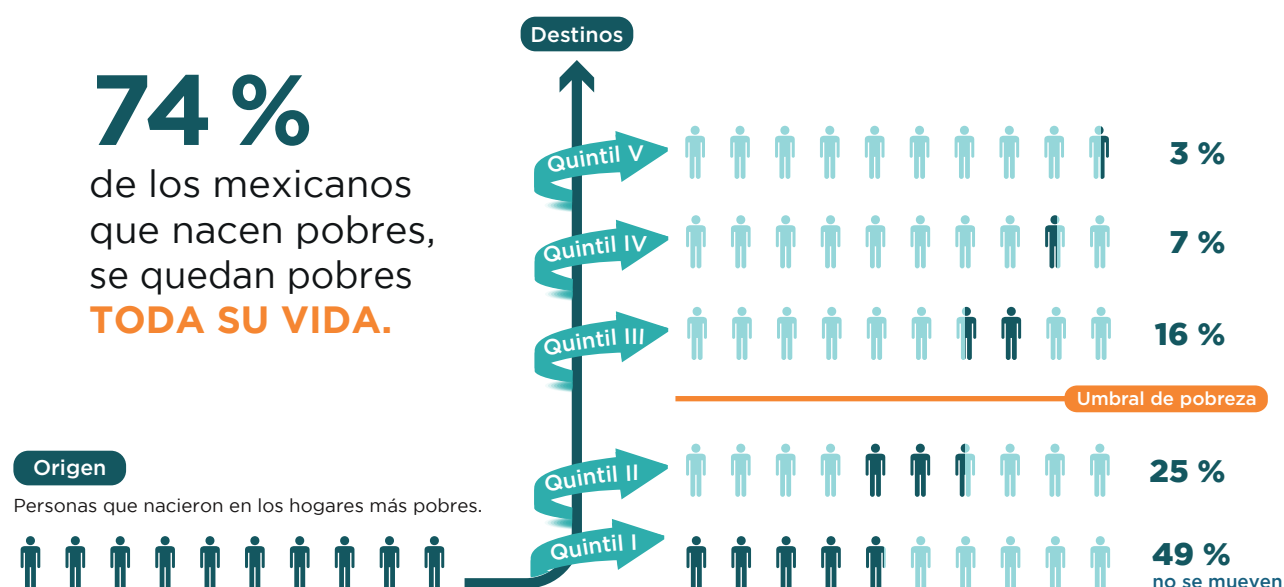 Destinos
74 %
de los mexicanos
que nacen pobres,
se quedan pobres
TODA SU VIDA.
Quintil V
3 %
Quintil IV
7 %
Quintil III
16 %
Umbral de pobreza
Quintil II
25 %
Origen
Personas que nacieron en los hogares más pobres.
Quintil I
49 %
no se mueven